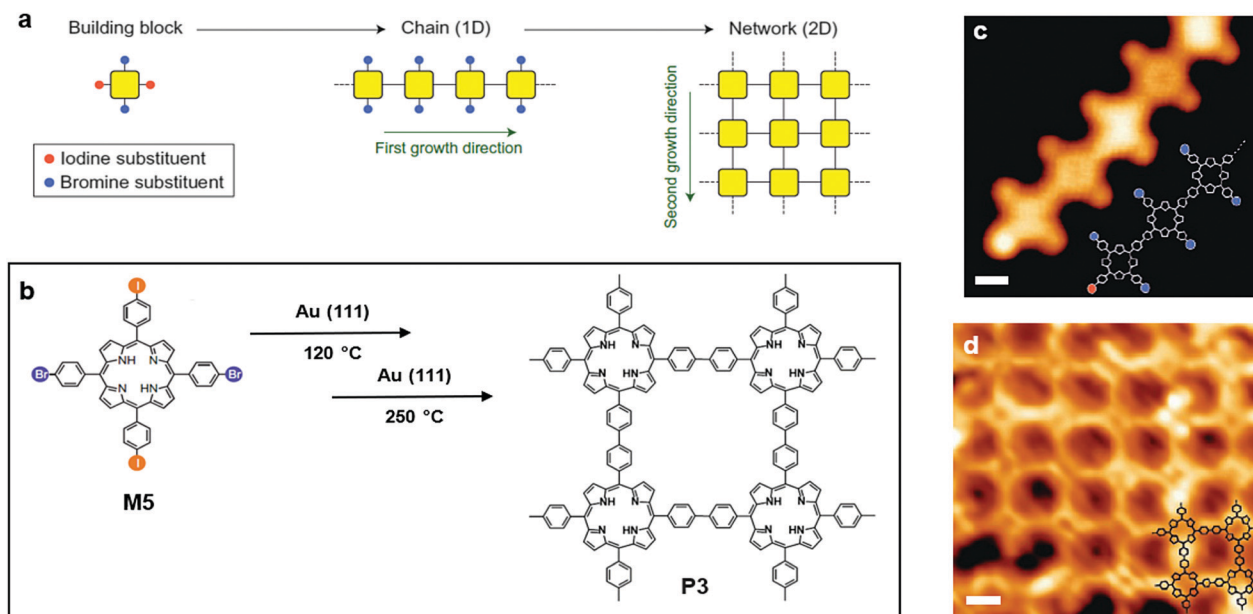 a
Building block
Chain (1D)
Network (2D)
Iodine substituent
Bromine substituent
First growth direction
Second growth direction
b
I
Br
Br
I
NH
N
N
HN
M5
Au (111)
120 °C
Au (111)
250 °C
NH
N
N
HN
NH
N
N
HN
NH
N
N
HN
NH
N
N
HN
P3
c
d